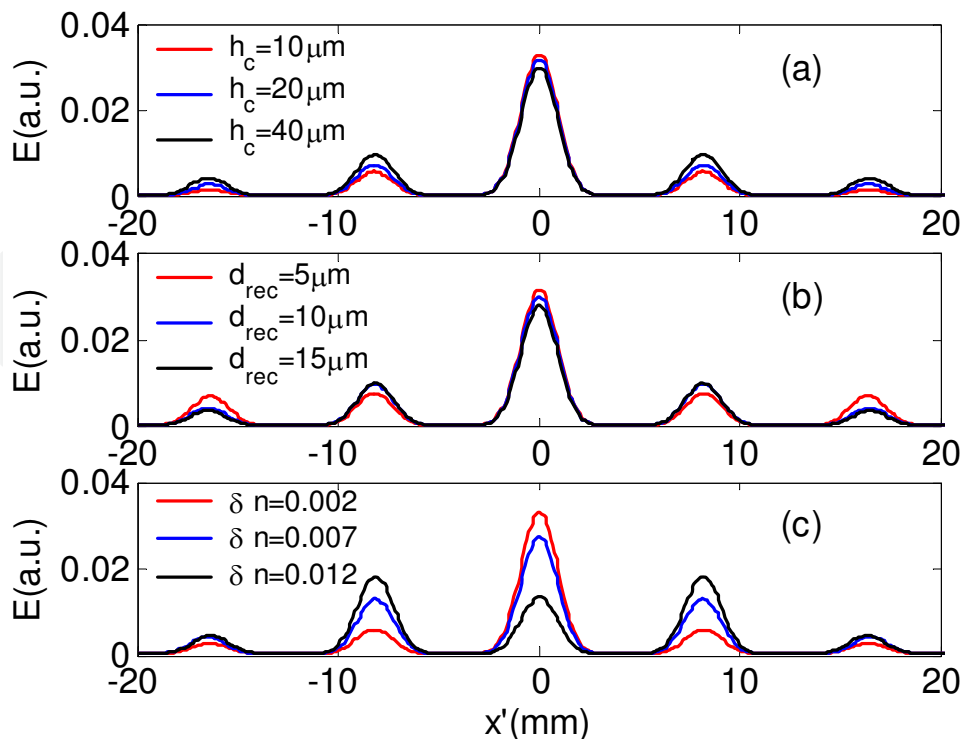 0.04
0.02
0
E(a.u.)
h_c=10μm
h_c=20μm
h_c=40μm
(a)
-20 -10 0 10 20
0.04
0.02
0
E(a.u.)
d_rec=5μm
d_rec=10μm
d_rec=15μm
(b)
-20 -10 0 10 20
0.04
0.02
0
E(a.u.)
δ n=0.002
δ n=0.007
δ n=0.012
(c)
-20 -10 0 10 20
x'(mm)